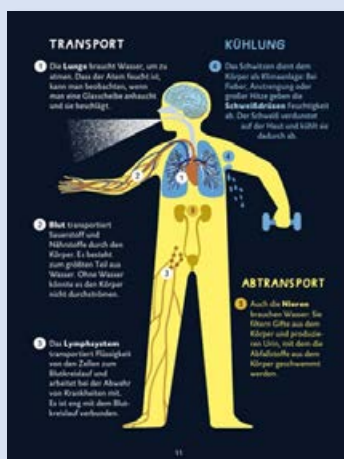 TRANSPORT
1 Die Lunge braucht Wasser, um zu
atmen. Dass der Atem feucht ist,
kann man beobachten, wenn
man eine Glasscheibe anhaucht
und sie beschlägt.
KÜHLUNG
4 Das Schwitzen dient dem
Körper als Klimaanlage: Bei
Fieber, Anstrengung oder
großer Hitze geben die
Schweißdrüsen Feuchtigkeit
ab. Der Schweiß verdunstet
auf der Haut und kühlt sie
dadurch ab.
2
1
4
2 Blut transportiert
Sauerstoff und
Nährstoffe durch den
Körper. Es besteht
zum größten Teil aus
Wasser. Ohne Wasser
könnte es den Körper
nicht durchströmen.
5
3
ABTRANSPORT
5 Auch die Nieren
brauchen Wasser: Sie
filtern Gifte aus dem
Körper und produzie-
ren Urin, mit dem die
Abfallstoffe aus dem
Körper geschwemmt
werden.
3 Das Lymphsystem
transportiert Flüssigkeit
von den Zellen zum
Blutkreislauf und
arbeitet bei der Abwehr
von Krankheiten mit.
Es ist eng mit dem Blut-
kreislauf verbunden.
11